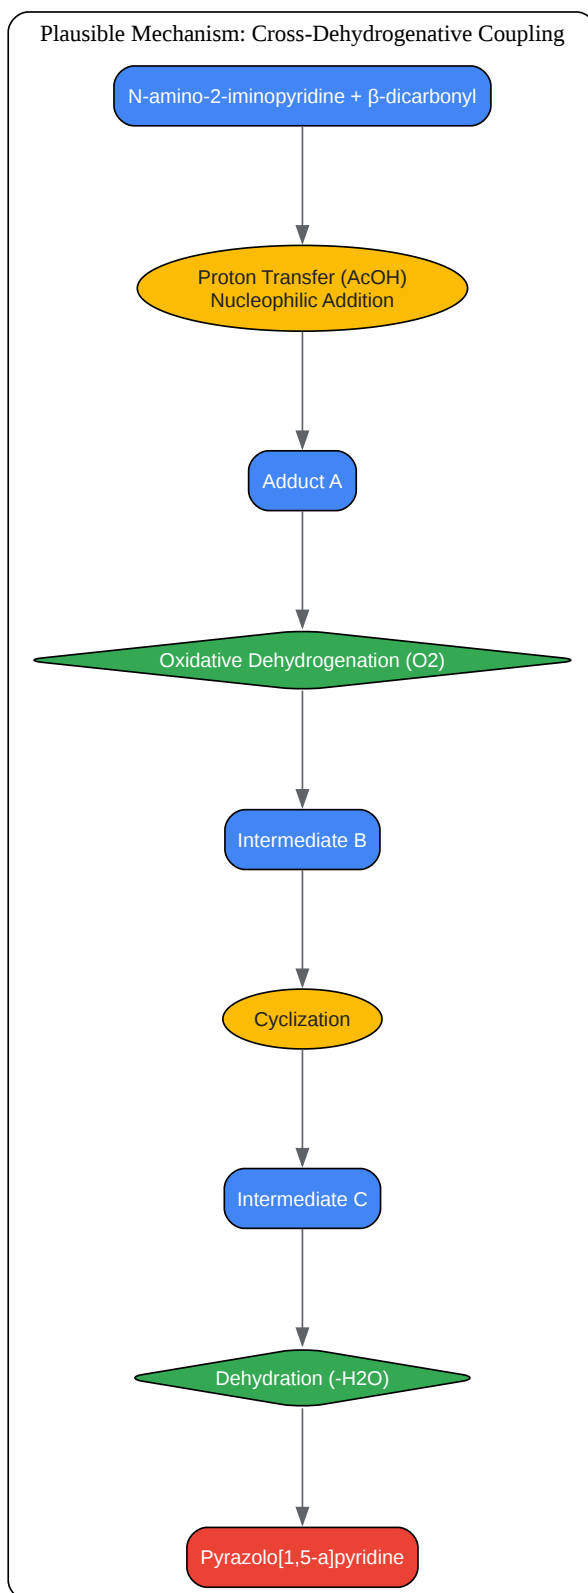 Plausible Mechanism: Cross-Dehydrogenative Coupling
N-amino-2-iminopyridine + β-dicarbonyl
Proton Transfer (AcOH)
Nucleophilic Addition
Adduct A
Oxidative Dehydrogenation (O2)
Intermediate B
Cyclization
Intermediate C
Dehydration (-H2O)
Pyrazolo[1,5-a]pyridine